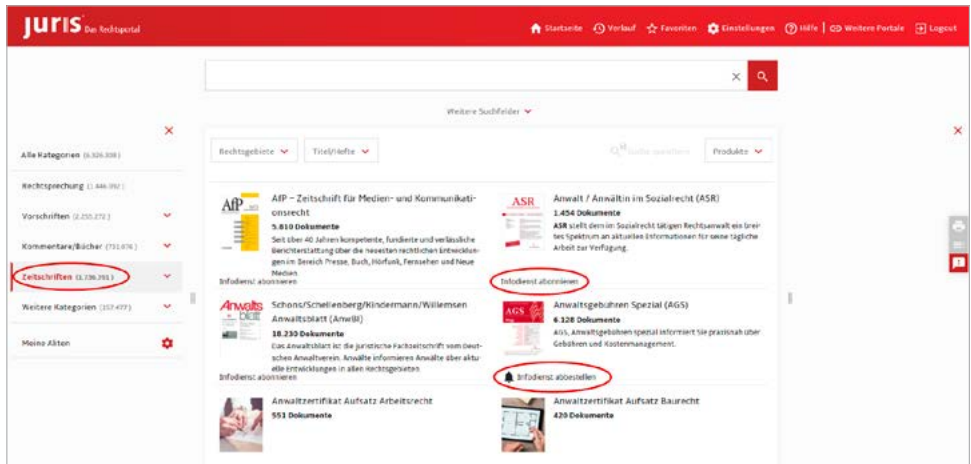 juris Das Rechtsportal
Startseite Verlauf Favoriten Einstellungen Hilfe | Weitere Portale Logout
Weitere Suchfelder
Alle Kategorien
Rechtsprechung
Vorschriften
Kommentare/Bücher
Zeitschriften
Weitere Kategorien
Meine Akten
Rechtsgebiete Titel/Hefte Suche Produkte
AfP
AfP – Zeitschrift für Medien- und Kommunikati-
onsrecht
5.810 Dokumente
Seit über 40 Jahren kompetente, fundierte und verlässliche
Berichterstattung über die neuesten rechtlichen Entwicklun-
gen im Bereich Presse, Buch, Hörfunk, Fernsehen und Neue
Medien
Infodienst abonnieren
ASR
Anwalt / Anwältin im Sozialrecht (ASR)
1.454 Dokumente
ASR stellt dem im Sozialrecht tätigen Rechtsanwalt ein brei-
tes Spektrum an aktuellen Informationen für seine tägliche
Arbeit zur Verfügung.
Infodienst abonnieren
Anwalts
blatt
Schons/Schellenberg/Kindermann/Willemsen
Anwaltsblatt (AnwBl)
18.230 Dokumente
Das Anwaltsblatt ist die juristische Fachzeitschrift vom Deut-
schen Anwaltverein. Anwälte informieren Anwälte über aktu-
elle Entwicklungen in allen Rechtsgebieten.
Infodienst abonnieren
AGS
Anwaltsgebühren Spezial (AGS)
6.128 Dokumente
AGS, Anwaltsgebühren spezial informiert Sie praxisnah über
Gebühren und Kostenmanagement.
Infodienst abbestellen
Anwaltzertifikat Aufsatz Arbeitsrecht
551 Dokumente
Anwaltzertifikat Aufsatz Baurecht
420 Dokumente